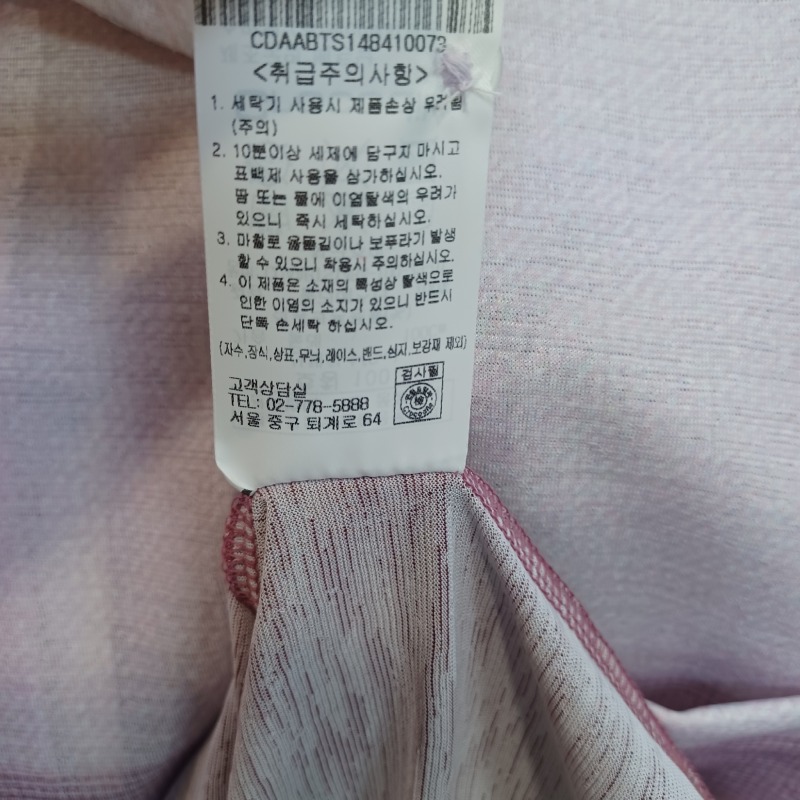 CDAABTS148410073
<취급주의사항>
1. 세탁기 사용시 제품손상 우려됨
(주의)
2. 10분이상 세제에 담구지 마시고
표백제 사용을 삼가하십시오.
땀 또는 물에 이염탈색의 우려가
있으니 즉시 세탁하십시오.
3. 마찰로 올뜯김이나 보푸라기 발생
할 수 있으니 착용시 주의하십시오.
4. 이 제품은 소재의 특성상 탈색으로
인한 이염의 소지가 있으니 반드시
단독 손세탁 하십시오.
(자수,장식,상표,무늬,레이스,밴드,심지,보강재 제외)
고객상담실
TEL: 02-778-5888
서울 중구 퇴계로 64
검사필
Crocodile